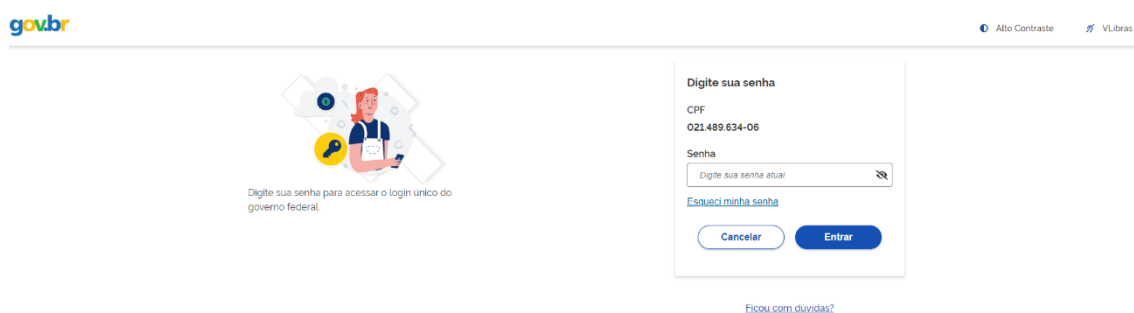 gov.br
Alto Contraste
VLibras
Digite sua senha para acessar o login único do
governo federal.
Digite sua senha
CPF
021.489.634-06
Senha
Digite sua senha atual
Esqueci minha senha
Cancelar
Entrar
Ficou com dúvidas?